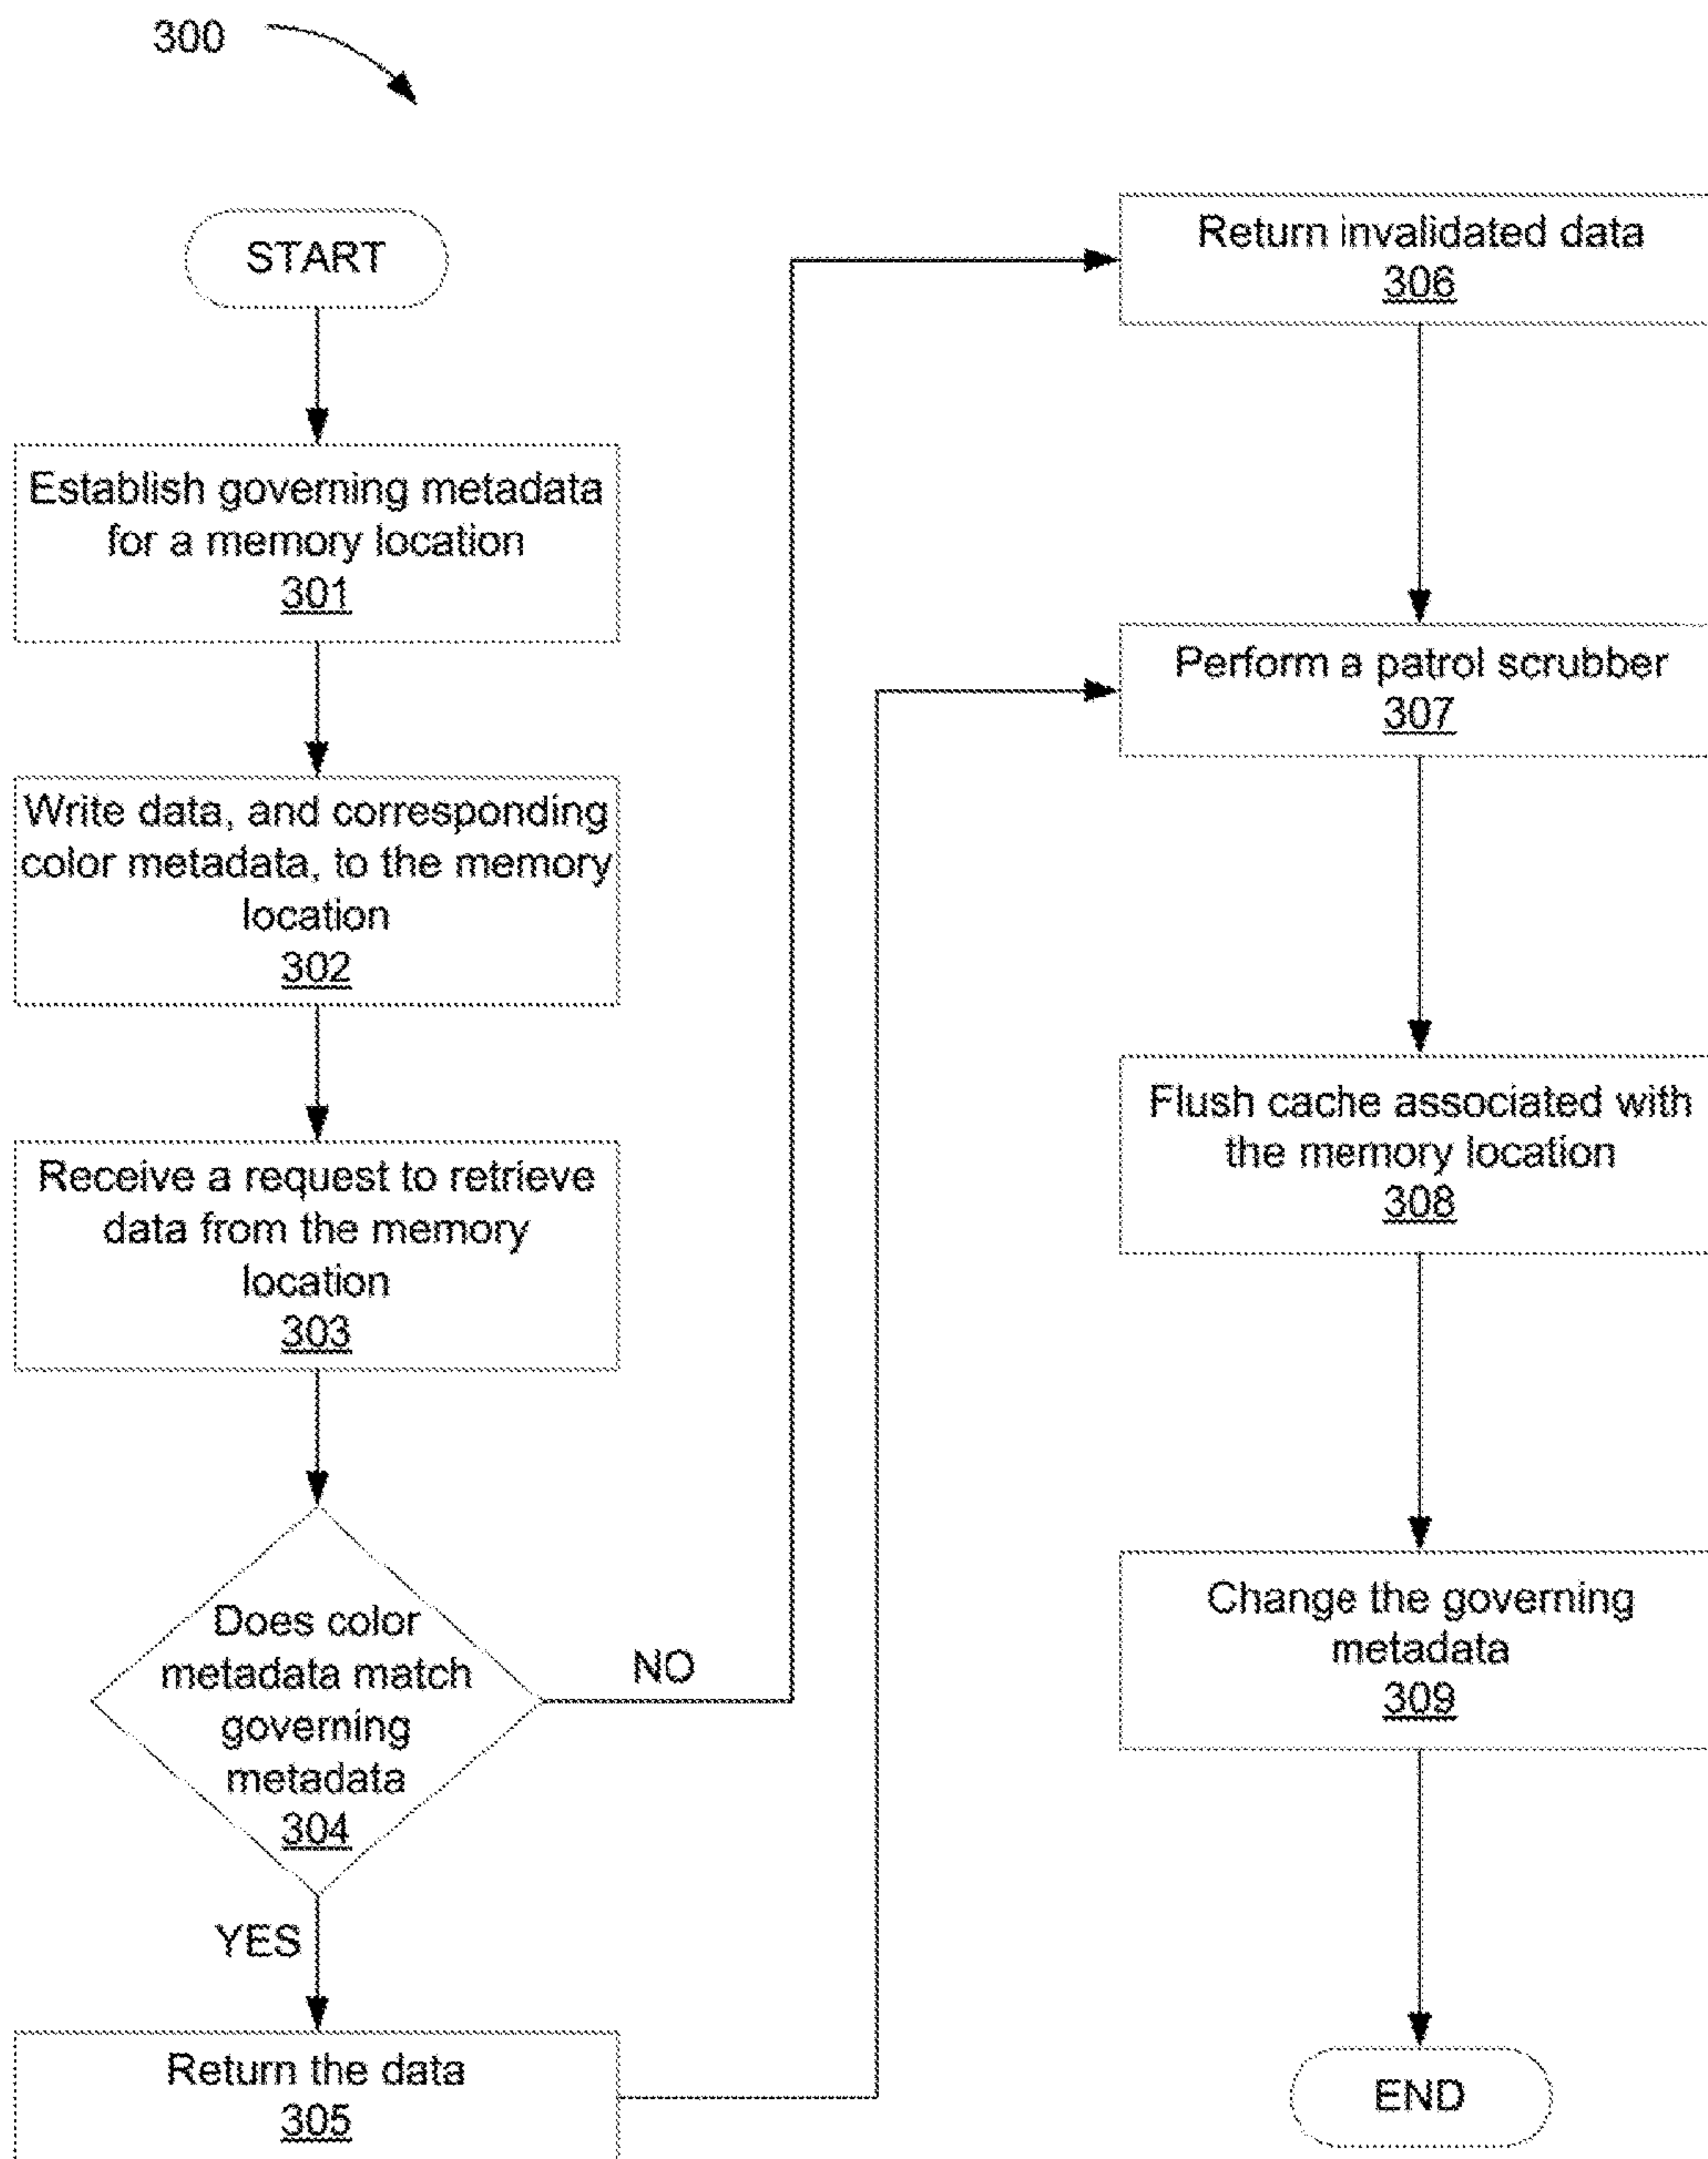 300
START
Establish governing metadata
for a memory location
301
Write data, and corresponding
color metadata, to the memory
location
302
Receive a request to retrieve
data from the memory
location
303
Does color
metadata match
governing
metadata
304
NO
YES
Return the data
305
Return invalidated data
306
Perform a patrol scrubber
307
Flush cache associated with
the memory location
308
Change the governing
metadata
309
END